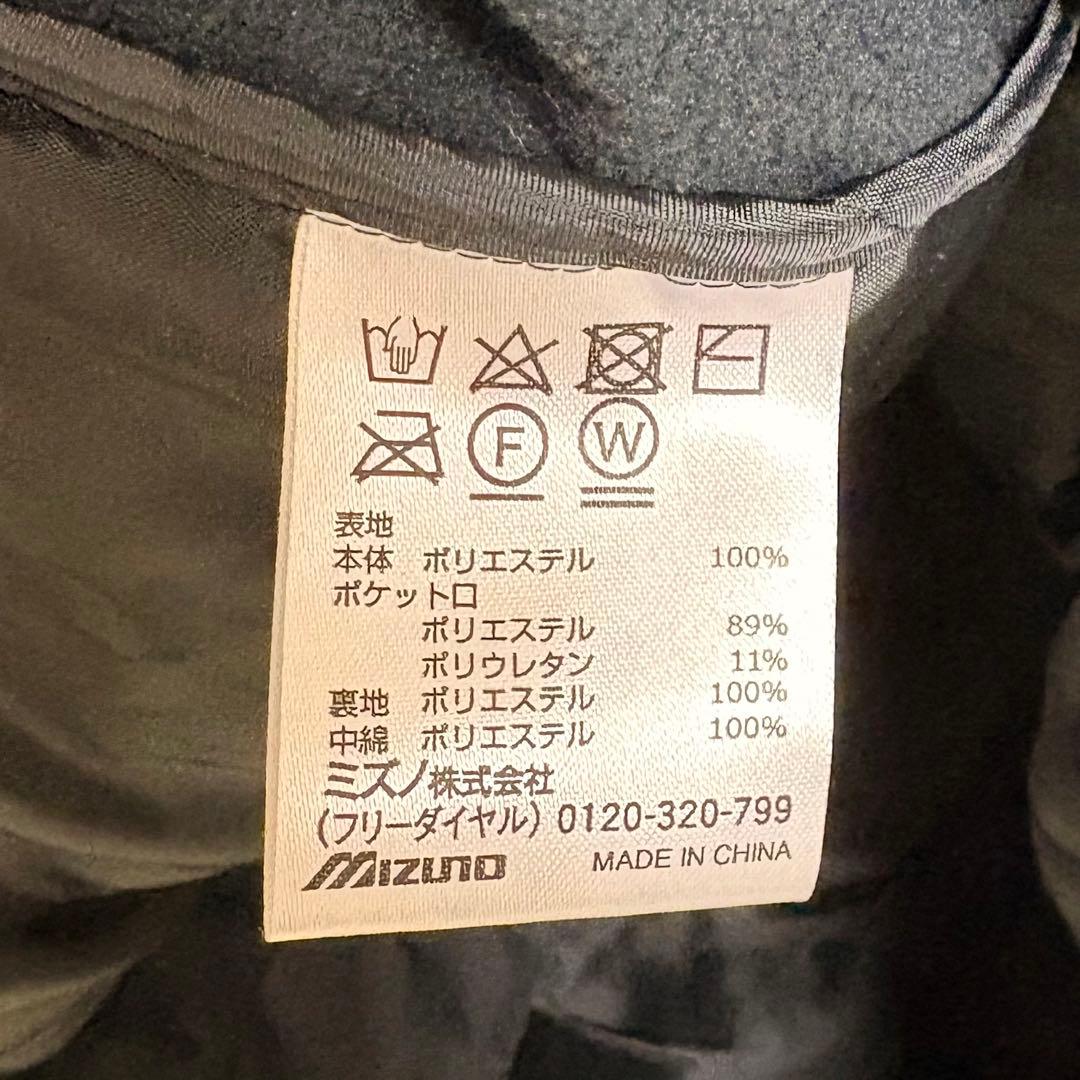 F W
表地
本体 ポリエステル 100%
ポケット口
ポリエステル 89%
ポリウレタン 11%
裏地 ポリエステル 100%
中綿 ポリエステル 100%
ミズノ株式会社
(フリーダイヤル) 0120-320-799
MIZUNO MADE IN CHINA